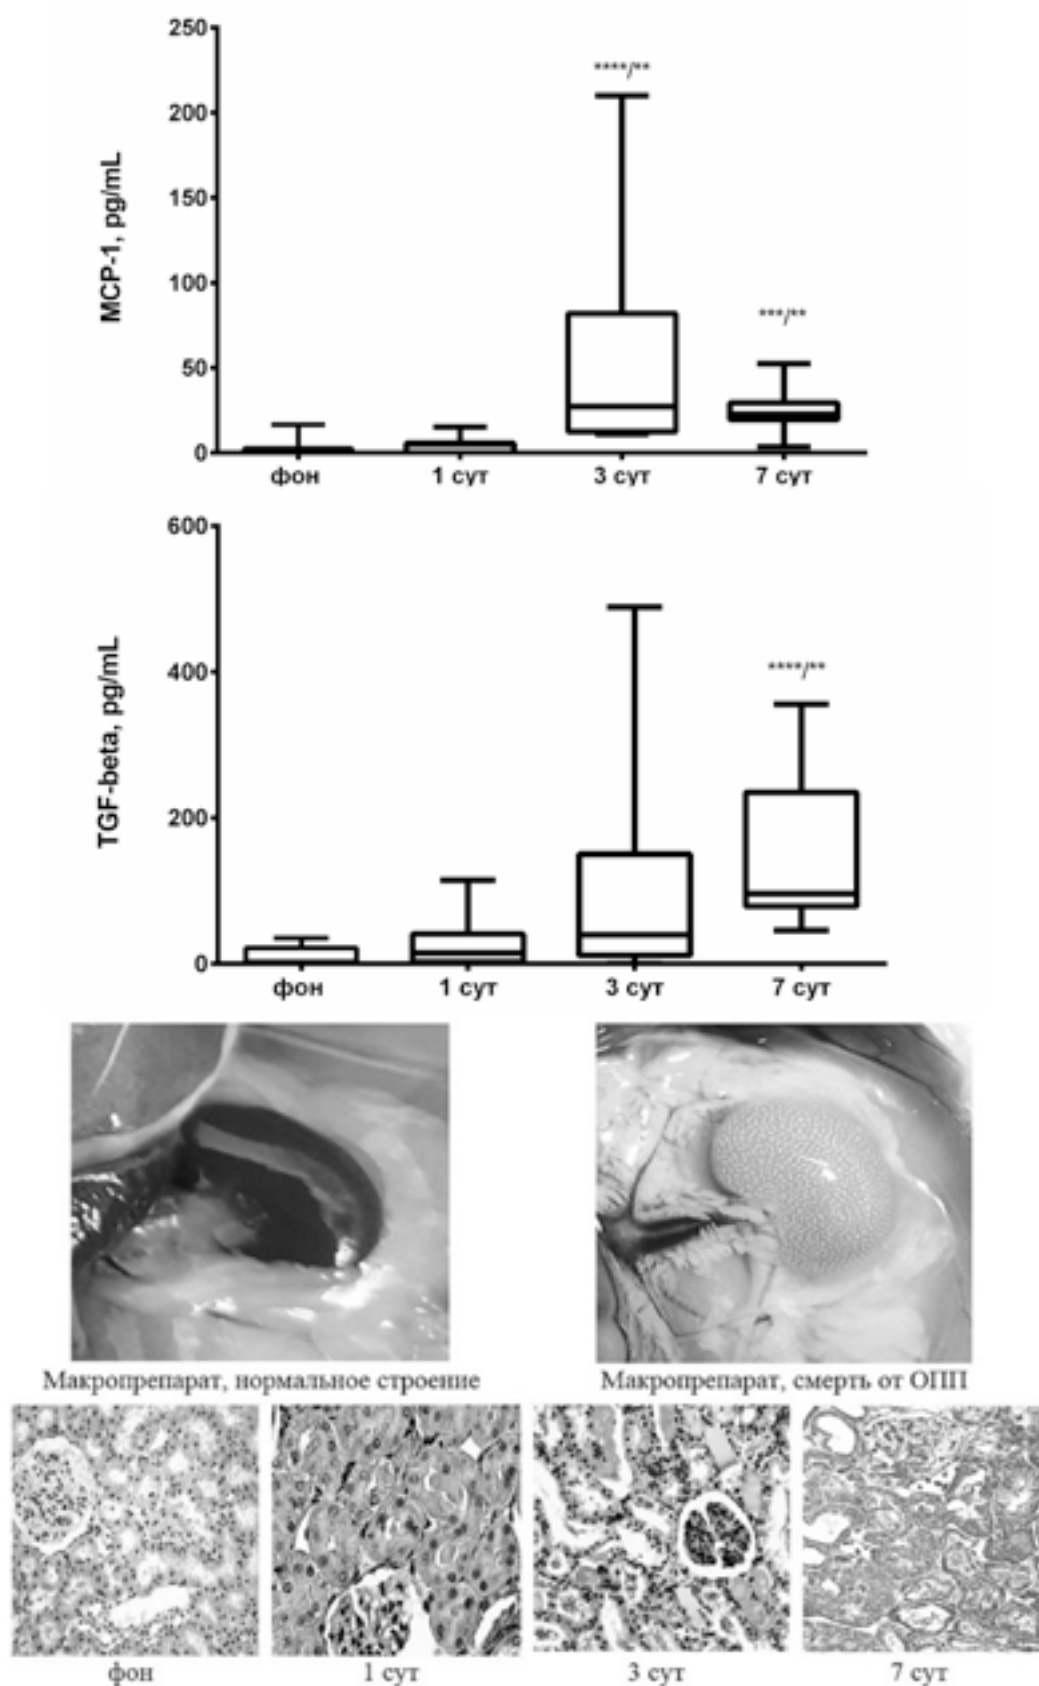 250
****/**
200
MCP-1, pg/mL
150
100
***/**
50
0
фон 1 сут 3 сут 7 сут
600
****/**
400
TGF-beta, pg/mL
200
0
фон 1 сут 3 сут 7 сут
Макропрепарат, нормальное строение
Макропрепарат, смерть от ОПП
фон 1 сут 3 сут 7 сут